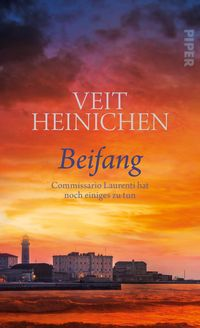 PIPER
VEIT
HEINICHEN
Beifang
Commissario Laurenti hat
noch einiges zu tun